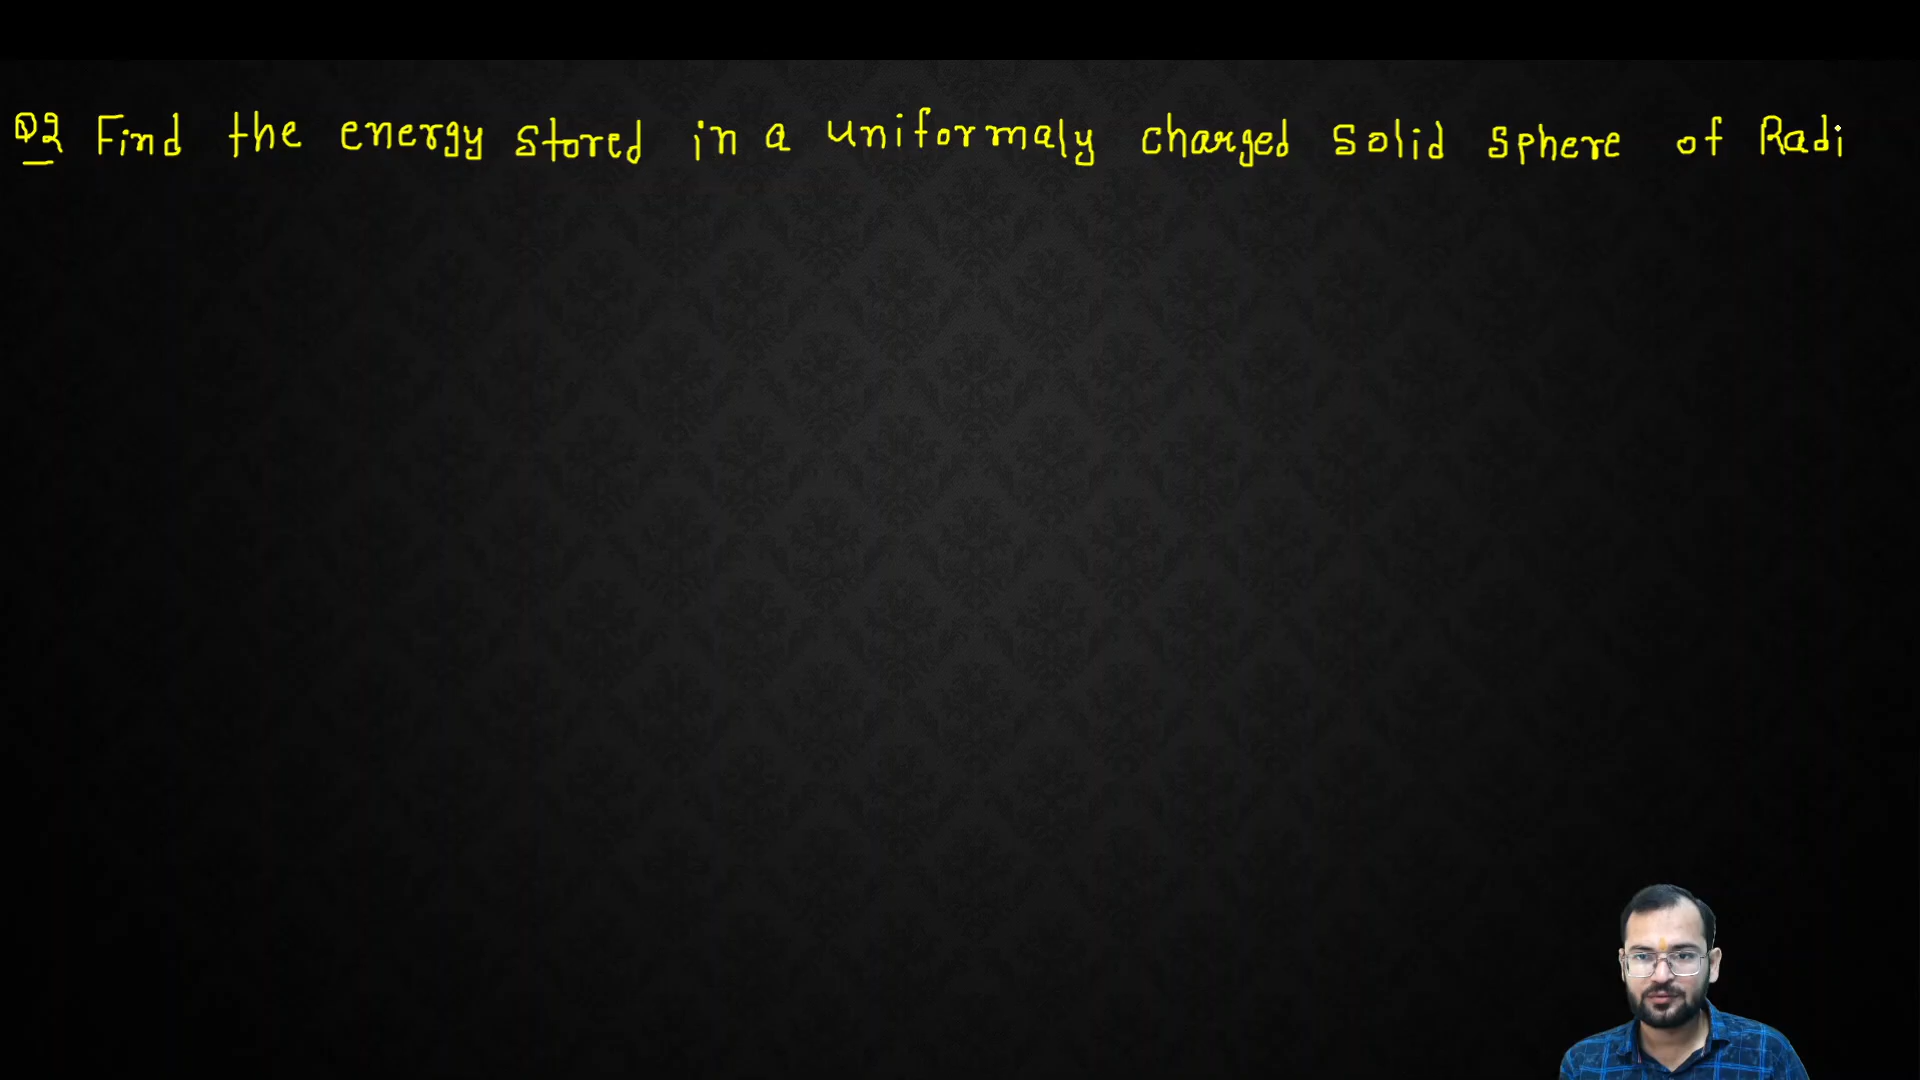 Q2 Find the energy stored in a uniformaly charged solid sphere of Radi